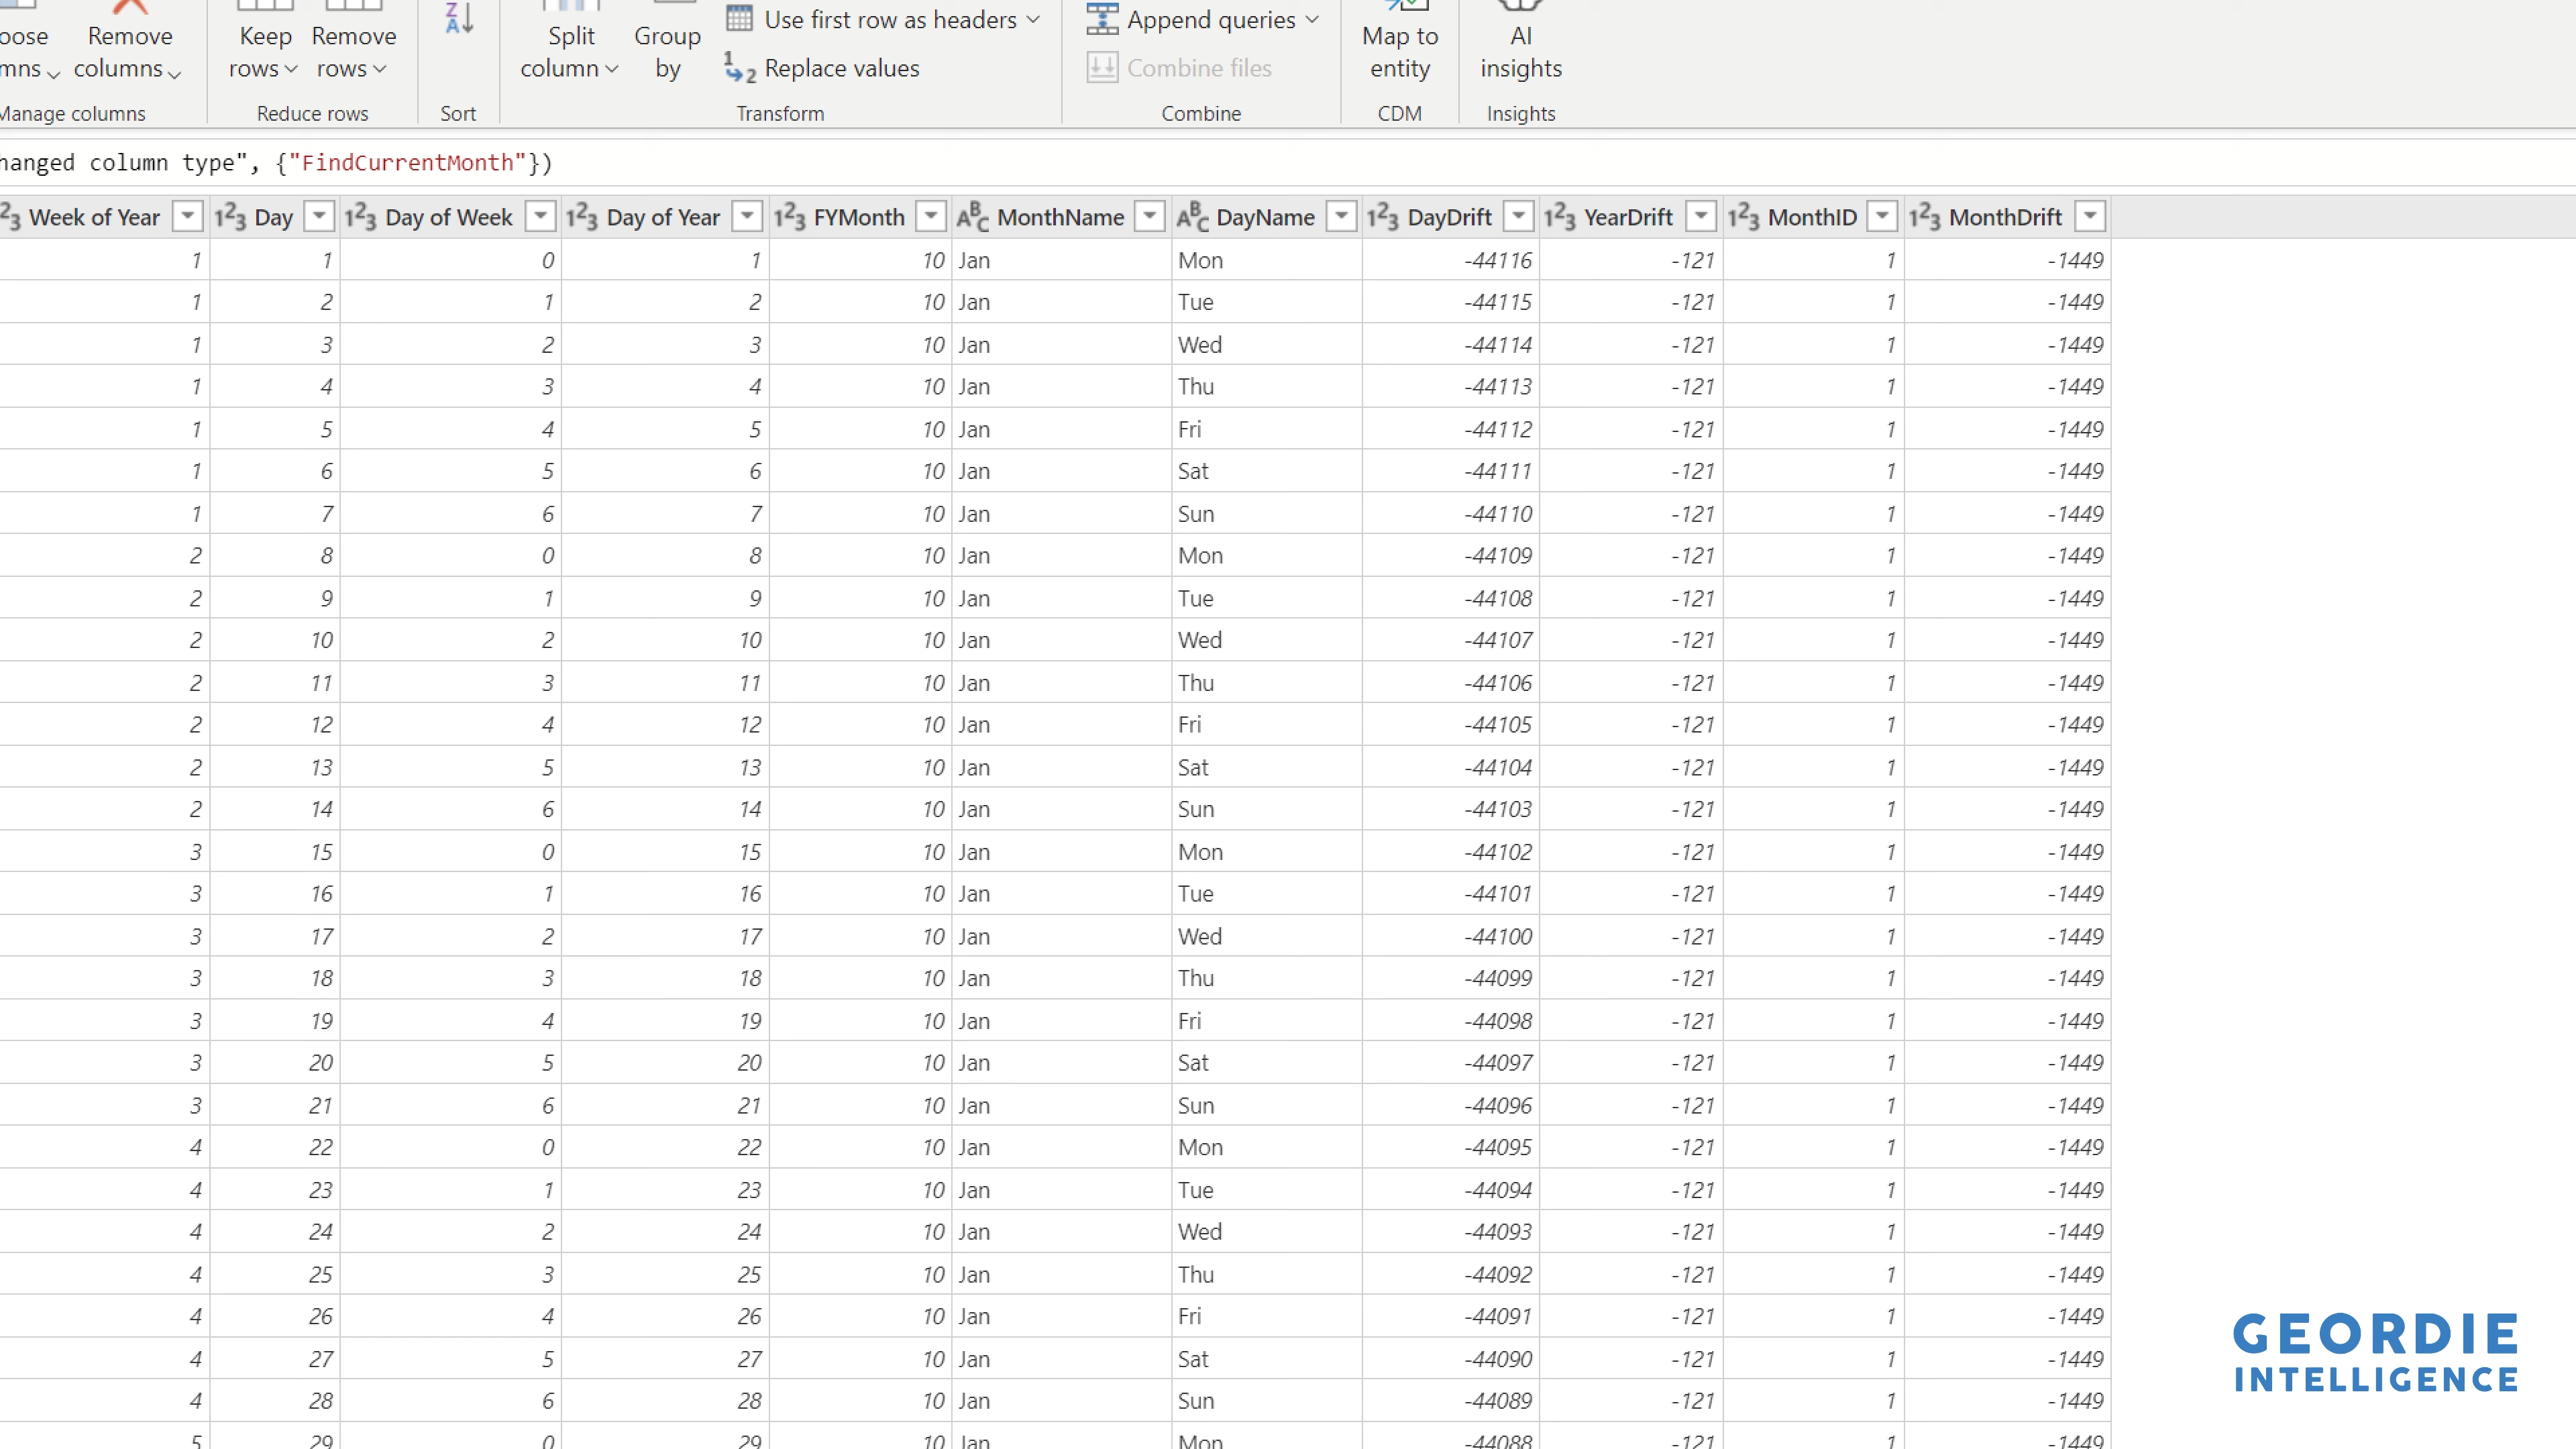 Remove
Keep
Remove
Split
Group
Use first row as headers
Append queries
Map to
AI
columns
rows
rows
column
by
Replace values
Combine files
entity
insights
Manage columns
Reduce rows
Sort
Transform
Combine
CDM
Insights
hanged column type", {"FindCurrentMonth"})
Week of Year Day Day of Week Day of Year FYMonth MonthName DayName DayDrift YearDrift MonthID MonthDrift
1 1 0 1 10 Jan Mon -44116 -121 1 -1449
1 2 1 2 10 Jan Tue -44115 -121 1 -1449
1 3 2 3 10 Jan Wed -44114 -121 1 -1449
1 4 3 4 10 Jan Thu -44113 -121 1 -1449
1 5 4 5 10 Jan Fri -44112 -121 1 -1449
1 6 5 6 10 Jan Sat -44111 -121 1 -1449
1 7 6 7 10 Jan Sun -44110 -121 1 -1449
2 8 0 8 10 Jan Mon -44109 -121 1 -1449
2 9 1 9 10 Jan Tue -44108 -121 1 -1449
2 10 2 10 10 Jan Wed -44107 -121 1 -1449
2 11 3 11 10 Jan Thu -44106 -121 1 -1449
2 12 4 12 10 Jan Fri -44105 -121 1 -1449
2 13 5 13 10 Jan Sat -44104 -121 1 -1449
2 14 6 14 10 Jan Sun -44103 -121 1 -1449
3 15 0 15 10 Jan Mon -44102 -121 1 -1449
3 16 1 16 10 Jan Tue -44101 -121 1 -1449
3 17 2 17 10 Jan Wed -44100 -121 1 -1449
3 18 3 18 10 Jan Thu -44099 -121 1 -1449
3 19 4 19 10 Jan Fri -44098 -121 1 -1449
3 20 5 20 10 Jan Sat -44097 -121 1 -1449
3 21 6 21 10 Jan Sun -44096 -121 1 -1449
4 22 0 22 10 Jan Mon -44095 -121 1 -1449
4 23 1 23 10 Jan Tue -44094 -121 1 -1449
4 24 2 24 10 Jan Wed -44093 -121 1 -1449
4 25 3 25 10 Jan Thu -44092 -121 1 -1449
4 26 4 26 10 Jan Fri -44091 -121 1 -1449
4 27 5 27 10 Jan Sat -44090 -121 1 -1449
4 28 6 28 10 Jan Sun -44089 -121 1 -1449
5 29 0 29 10 Jan Mon -44088 -121 1 -1449
GEORDIE
INTELLIGENCE